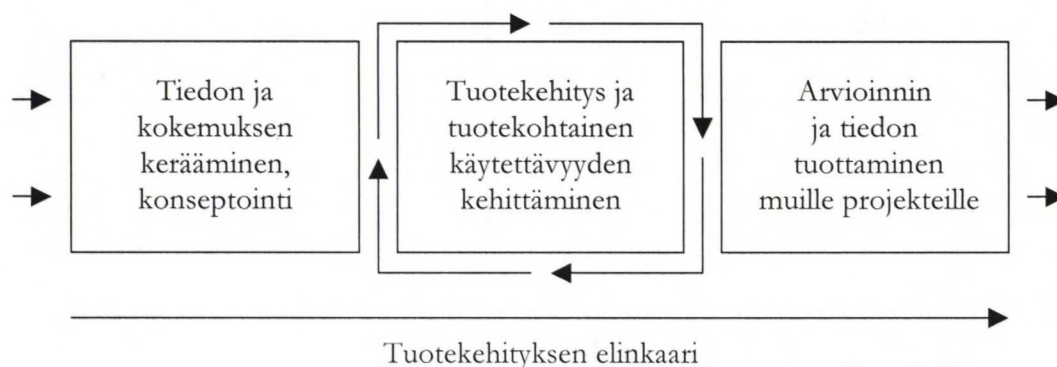 Tiedon ja
kokemuksen
kerääminen,
konseptointi
Tuotekehitys ja
tuotekohtainen
käytettävyyden
kehittäminen
Arvioinnin
ja tiedon
tuottaminen
muille projekteille
Tuotekehityksen elinkaari